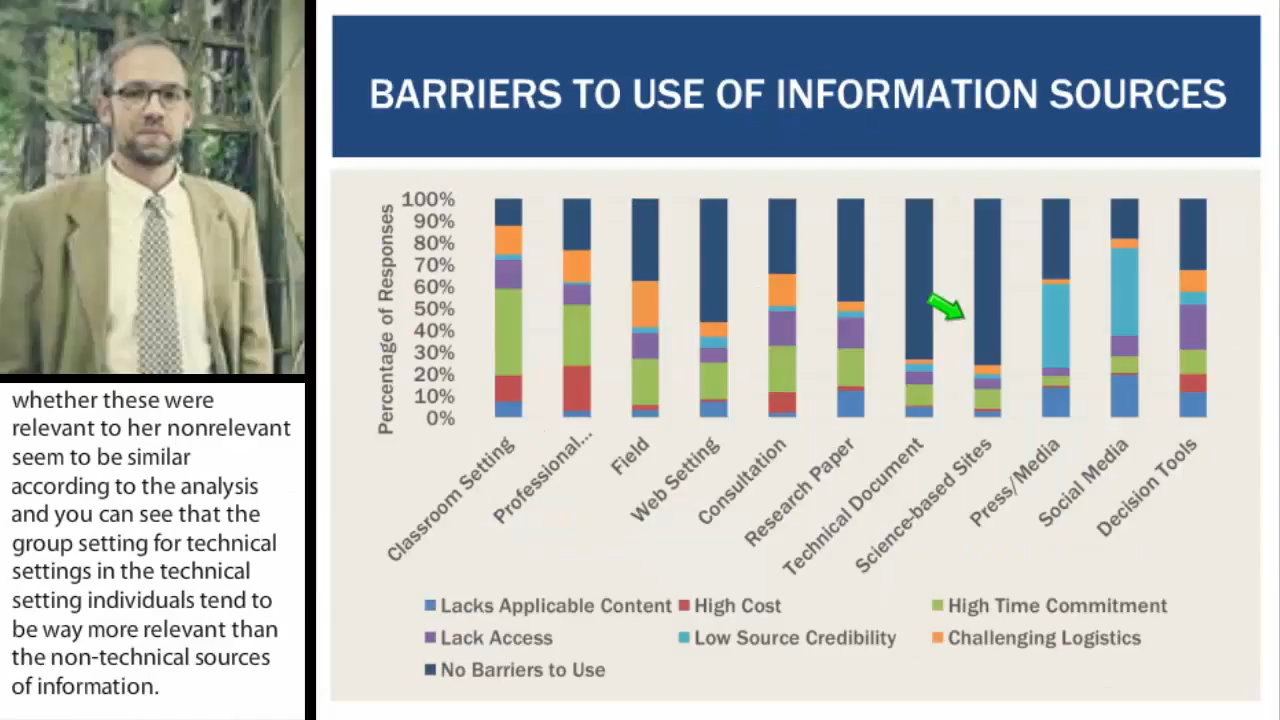 BARRIERS TO USE OF INFORMATION SOURCES
whether these were
relevant to her nonrelevant
seem to be similar
according to the analysis
and you can see that the
group setting for technical
settings in the technical
setting individuals tend to
be way more relevant than
the non-technical sources
of information.
Percentage of Responses
100%
90%
80%
70%
60%
50%
40%
30%
20%
10%
0%
Classroom Setting
Professional...
Field
Web Setting
Consultation
Research Paper
Technical Document
Science-based Sites
Press/Media
Social Media
Decision Tools
Lacks Applicable Content
High Cost
High Time Commitment
Lack Access
Low Source Credibility
Challenging Logistics
No Barriers to Use